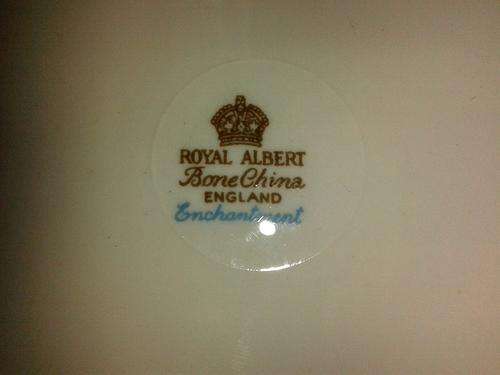 ROYAL ALBERT
Bone China
ENGLAND
Enchantment